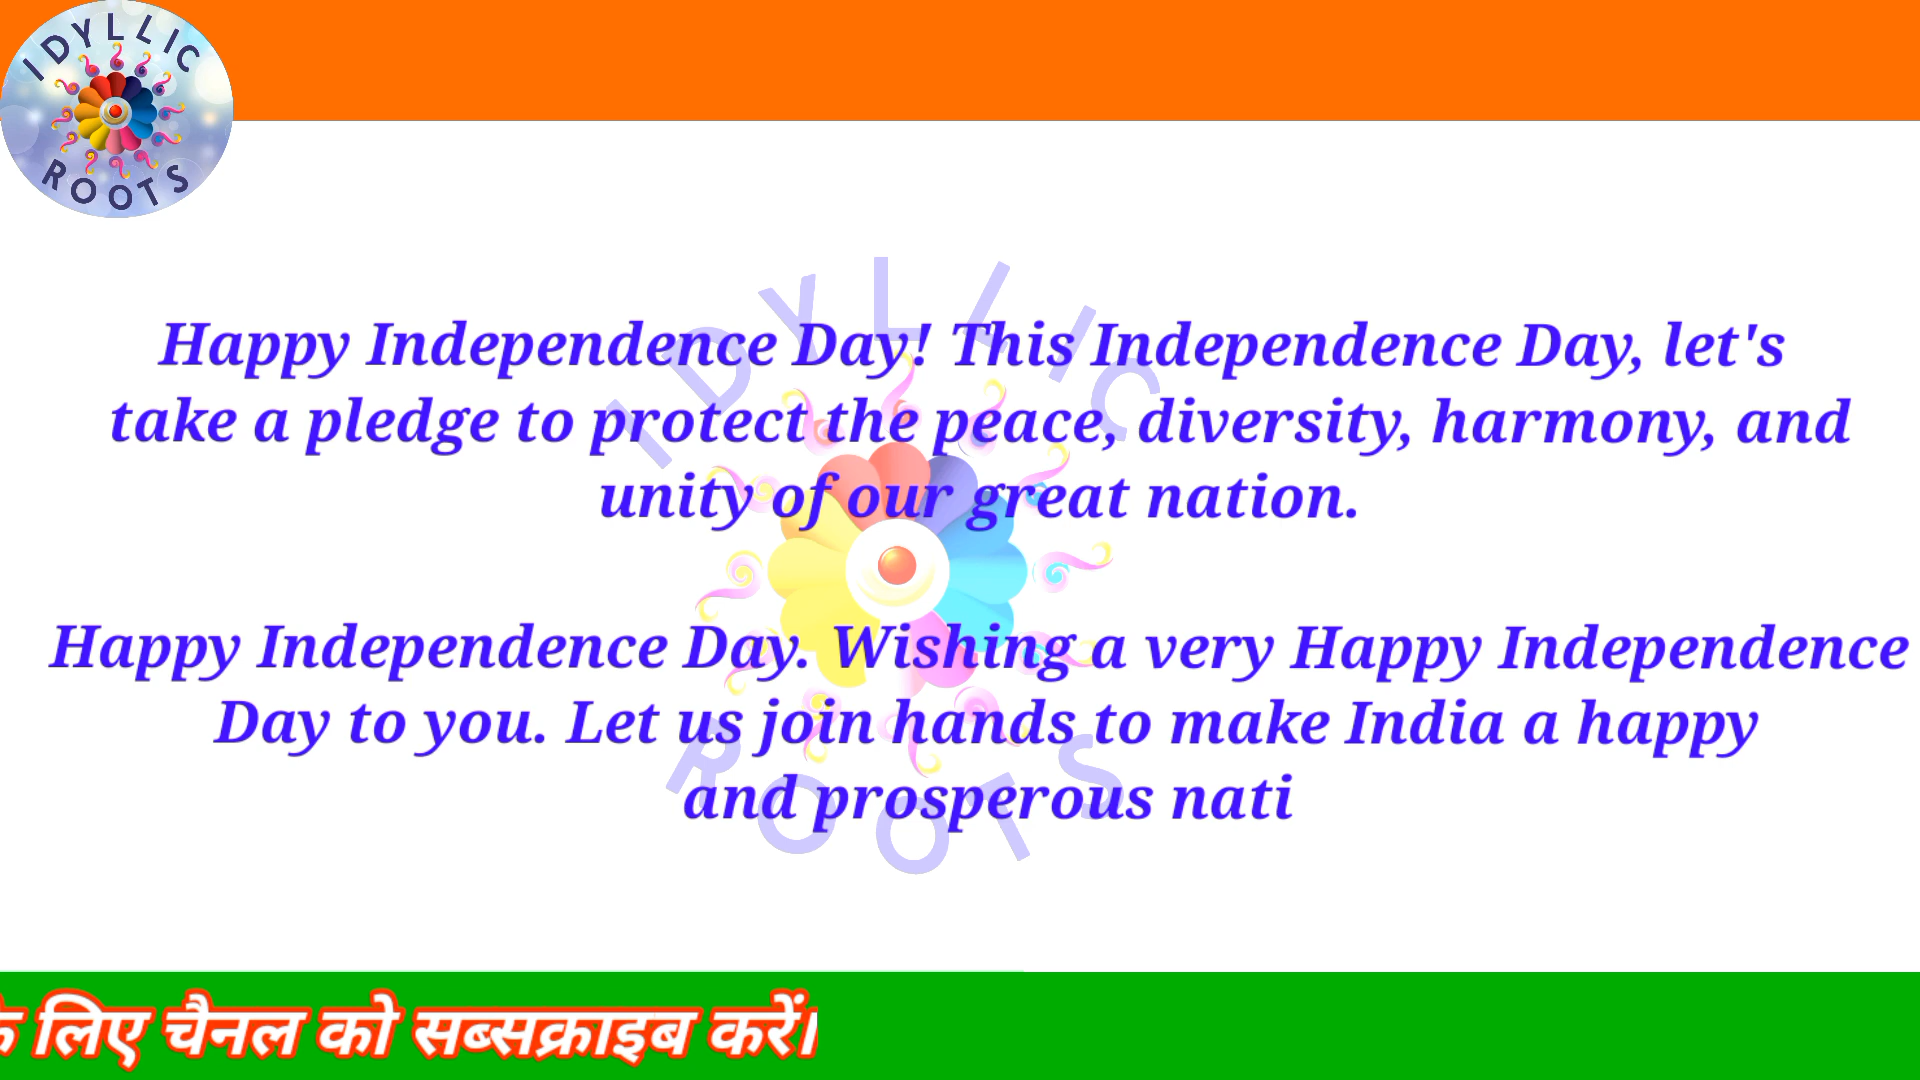 IDYLLIC
ROOTS
IDYLLIC
Happy Independence Day! This Independence Day, let's
take a pledge to protect the peace, diversity, harmony, and
unity of our great nation.
Happy Independence Day. Wishing a very Happy Independence
Day to you. Let us join hands to make India a happy
and prosperous nati
ROOTS
लिए चैनल को सब्सक्राइब करें।